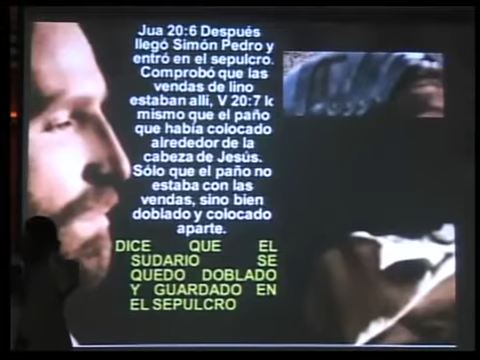 Jua 20:6 Después
llegó Simón Pedro y
entró en el sepulcro.
Comprobó que las
vendas de lino
estaban allí, V 20:7 lo
mismo que el paño
que había colocado
alrededor de la
cabeza de Jesús.
Sólo que el paño no
estaba con las
vendas, sino bien
doblado y colocado
aparte.
DICE QUE EL
SUDARIO SE
QUEDO DOBLADO
Y GUARDADO EN
EL SEPULCRO